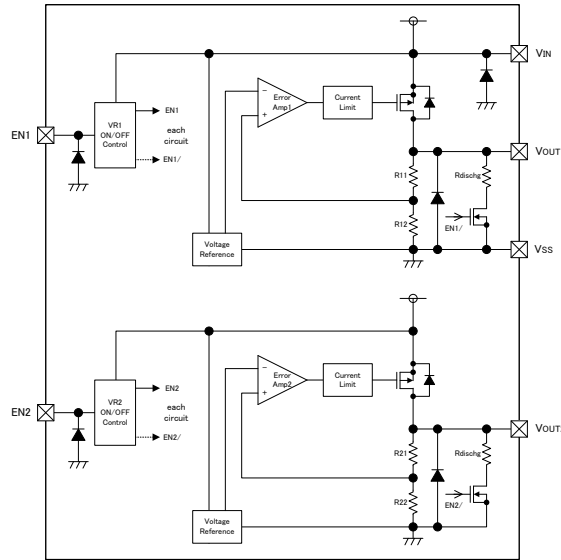 VIN
EN1
VR1
ON/OFF
Control
EN1
each
circuit
EN1/
−
+
Error
Amp1
Current
Limit
VOUT
R11
R12
Rdischg
EN1/
Voltage
Reference
VSS
EN2
VR2
ON/OFF
Control
EN2
each
circuit
EN2/
−
+
Error
Amp2
Current
Limit
VOUT
R21
R22
Rdischg
EN2/
Voltage
Reference